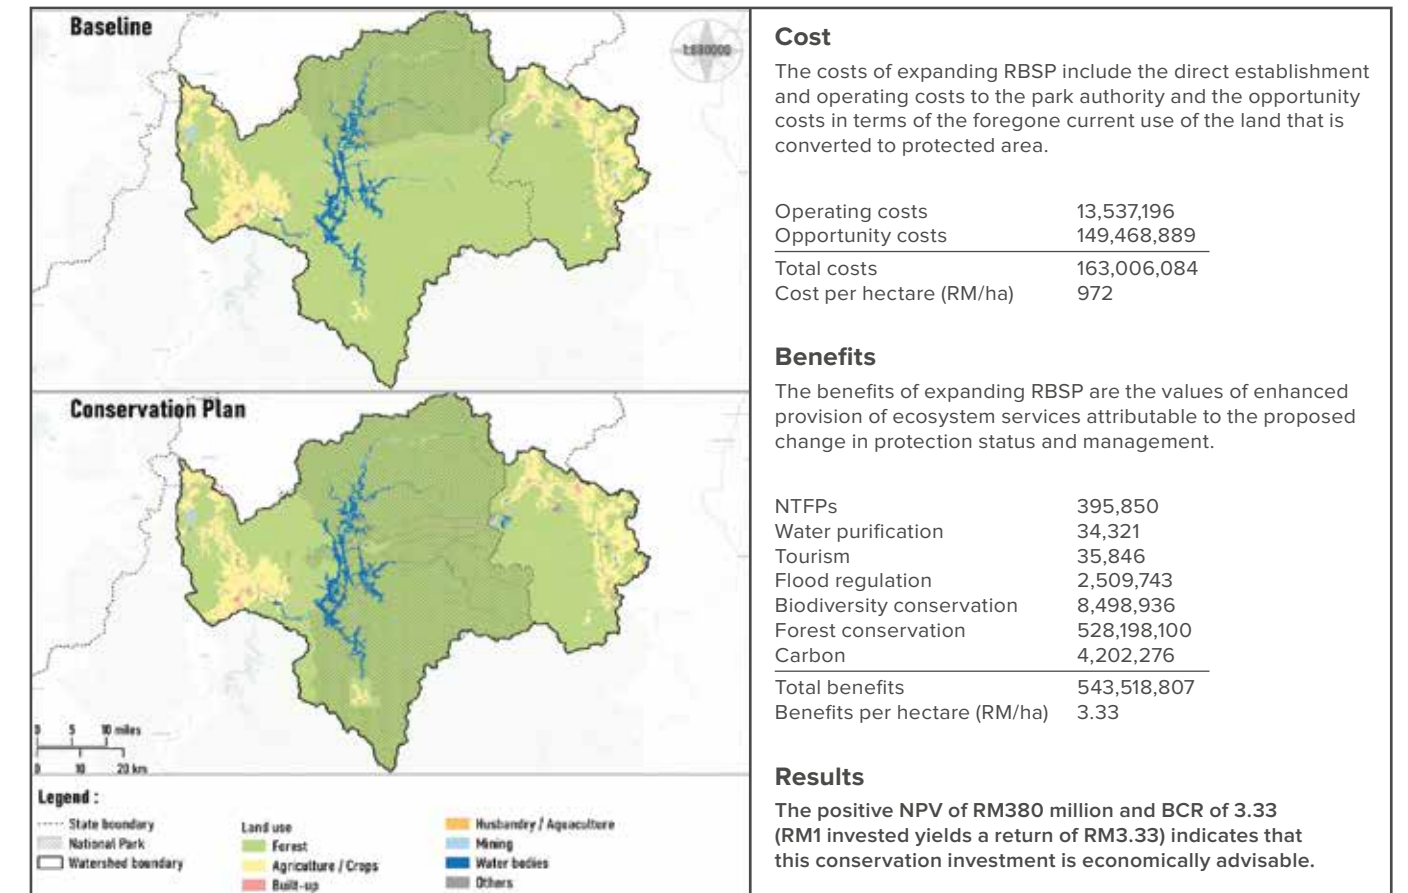 Baseline
1:680000
Conservation Plan
0 5 10 miles
0 10 20 km
Legend :
State boundary
National Park
Watershed boundary
Land use
Forest
Agriculture / Crops
Built-up
Husbandry / Aquaculture
Mining
Water bodies
Others
Cost
The costs of expanding RBSP include the direct establishment
and operating costs to the park authority and the opportunity
costs in terms of the foregone current use of the land that is
converted to protected area.
Operating costs 13,537,196
Opportunity costs 149,468,889
Total costs 163,006,084
Cost per hectare (RM/ha) 972
Benefits
The benefits of expanding RBSP are the values of enhanced
provision of ecosystem services attributable to the proposed
change in protection status and management.
NTFPs 395,850
Water purification 34,321
Tourism 35,846
Flood regulation 2,509,743
Biodiversity conservation 8,498,936
Forest conservation 528,198,100
Carbon 4,202,276
Total benefits 543,518,807
Benefits per hectare (RM/ha) 3.33
Results
The positive NPV of RM380 million and BCR of 3.33
(RM1 invested yields a return of RM3.33) indicates that
this conservation investment is economically advisable.